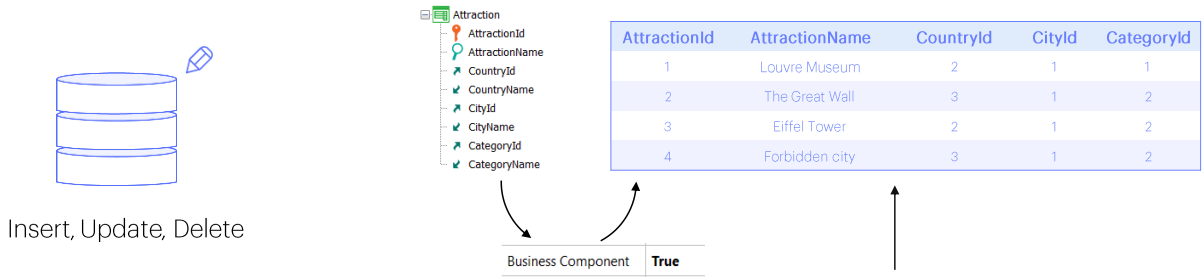 Attraction
AttractionId
AttractionName
CountryId
CountryName
CityId
CityName
CategoryId
CategoryName
AttractionId AttractionName CountryId CityId CategoryId
1 Louvre Museum 2 1 1
2 The Great Wall 3 1 2
3 Eiffel Tower 2 1 2
4 Forbidden city 3 1 2
Insert, Update, Delete
Business Component True